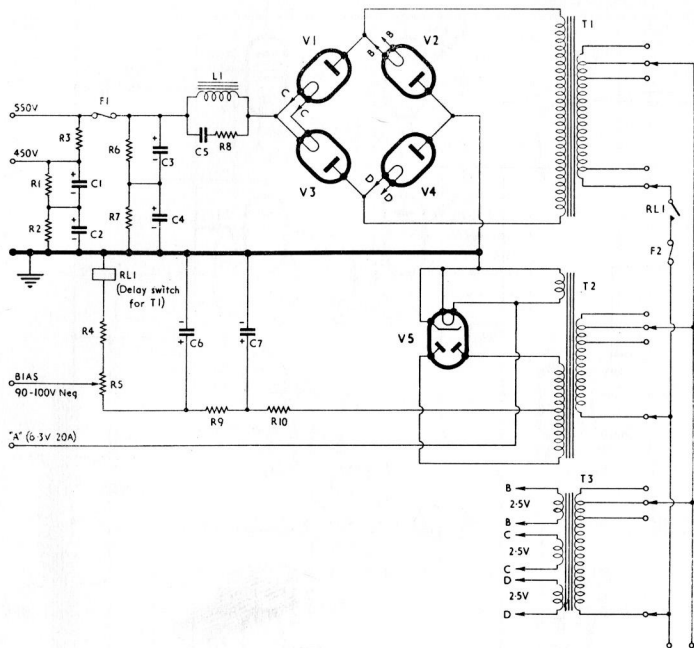 T1
V1
V2
B
B
L1
C
C
C5
R8
550V
F1
R3
R6
C3
450V
R1
C1
R7
C4
R2
C2
V3
V4
D
D
RL1
F2
RL1
(Delay switch
for T1)
T2
R4
C6
C7
V5
R5
BIAS
90-100V Neg
R9
R10
"A" (6·3V 20A)
T3
B
2·5V
B
C
2·5V
C
D
2·5V
D